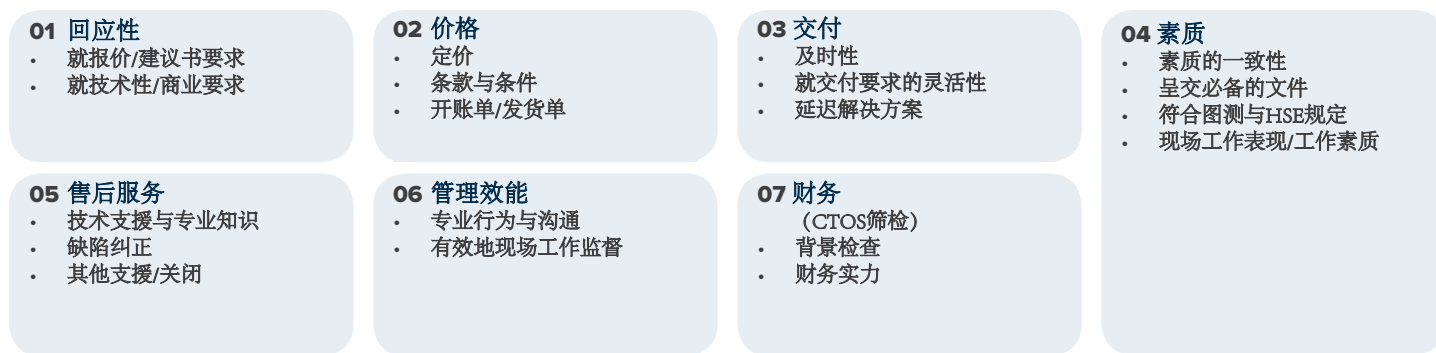 01 回应性
• 就报价/建议书要求
• 就技术性/商业要求
02 价格
• 定价
• 条款与条件
• 开账单/发货单
03 交付
• 及时性
• 就交付要求的灵活性
• 延迟解决方案
04 素质
• 素质的一致性
• 呈交必备的文件
• 符合图测与HSE规定
• 现场工作表现/工作素质
05 售后服务
• 技术支援与专业知识
• 缺陷纠正
• 其他支援/关闭
06 管理效能
• 专业行为与沟通
• 有效地现场工作监督
07 财务
（CTOS筛检）
• 背景检查
• 财务实力